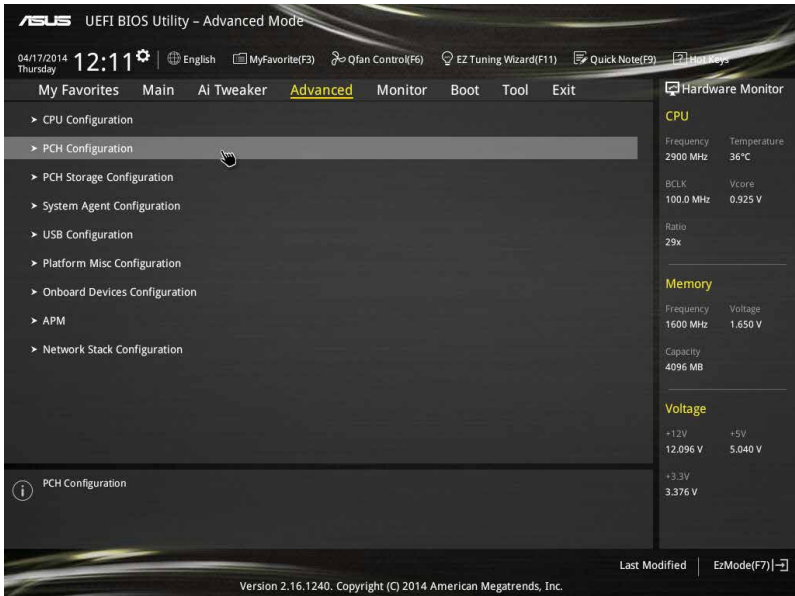 ASUS UEFI BIOS Utility – Advanced Mode
04/17/2014 Thursday 12:11 English MyFavorite(F3) Qfan Control(F6) EZ Tuning Wizard(F11) Quick Note(F9) ? Hot Keys
My Favorites Main Ai Tweaker Advanced Monitor Boot Tool Exit
> CPU Configuration
> PCH Configuration
> PCH Storage Configuration
> System Agent Configuration
> USB Configuration
> Platform Misc Configuration
> Onboard Devices Configuration
> APM
> Network Stack Configuration
PCH Configuration
Hardware Monitor
CPU
Frequency Temperature
2900 MHz 36°C
BCLK Vcore
100.0 MHz 0.925 V
Ratio
29x
Memory
Frequency Voltage
1600 MHz 1.650 V
Capacity
4096 MB
Voltage
+12V +5V
12.096 V 5.040 V
+3.3V
3.376 V
Last Modified EzMode(F7)
Version 2.16.1240. Copyright (C) 2014 American Megatrends, Inc.